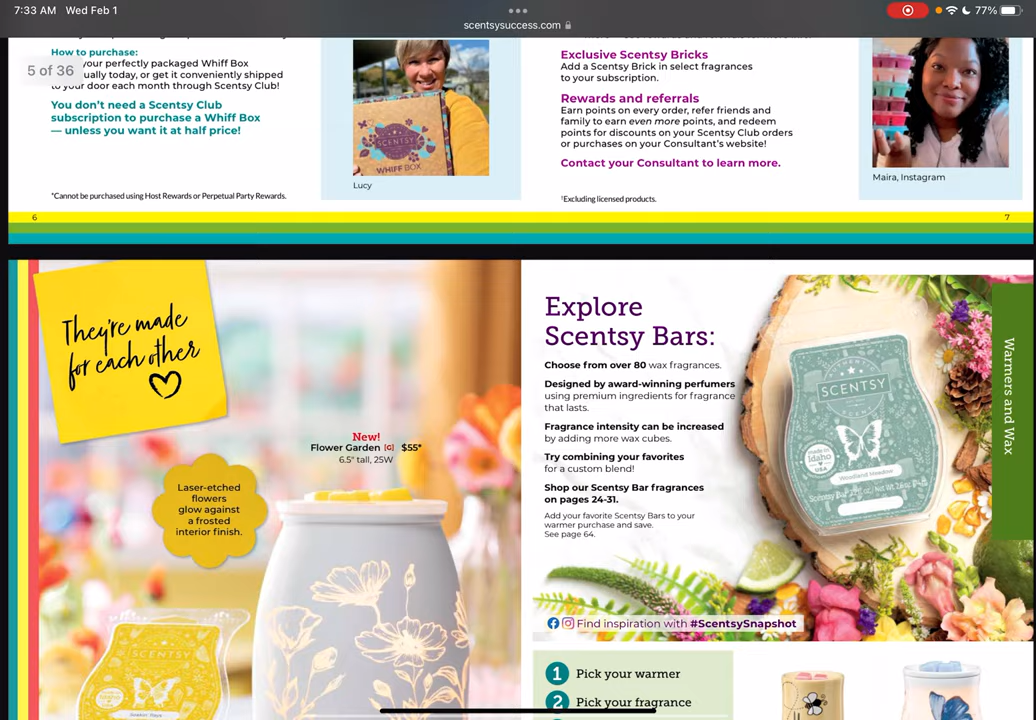 7:33 AM Wed Feb 1
77%
scentsysuccess.com
5 of 36
How to purchase:
your perfectly packaged Whiff Box
ually today, or get it conveniently shipped
to your door each month through Scentsy Club!
You don't need a Scentsy Club
subscription to purchase a Whiff Box
— unless you want it at half price!
*Cannot be purchased using Host Rewards or Perpetual Party Rewards.
SCENTSY
WHIFF BOX
Lucy
Exclusive Scentsy Bricks
Add a Scentsy Brick in select fragrances
to your subscription.
Rewards and referrals
Earn points on every order, refer friends and
family to earn even more points, and redeem
points for discounts on your Scentsy Club orders
or purchases on your Consultant's website!
Contact your Consultant to learn more.
†Excluding licensed products.
Maira, Instagram
6
7
They're made
for each other
New!
Flower Garden [G] $55*
6.5" tall, 25W
Laser-etched
flowers
glow against
a frosted
interior finish.
SCENTSY
Explore
Scentsy Bars:
Choose from over 80 wax fragrances.
Designed by award-winning perfumers
using premium ingredients for fragrance
that lasts.
Fragrance intensity can be increased
by adding more wax cubes.
Try combining your favorites
for a custom blend!
Shop our Scentsy Bar fragrances
on pages 24-31.
Add your favorite Scentsy Bars to your
warmer purchase and save.
See page 64.
SCENTSY
made in
Idaho
USA
Woodland Meadow
Warmers and Wax
Find inspiration with #ScentsySnapshot
1 Pick your warmer
2 Pick your fragrance